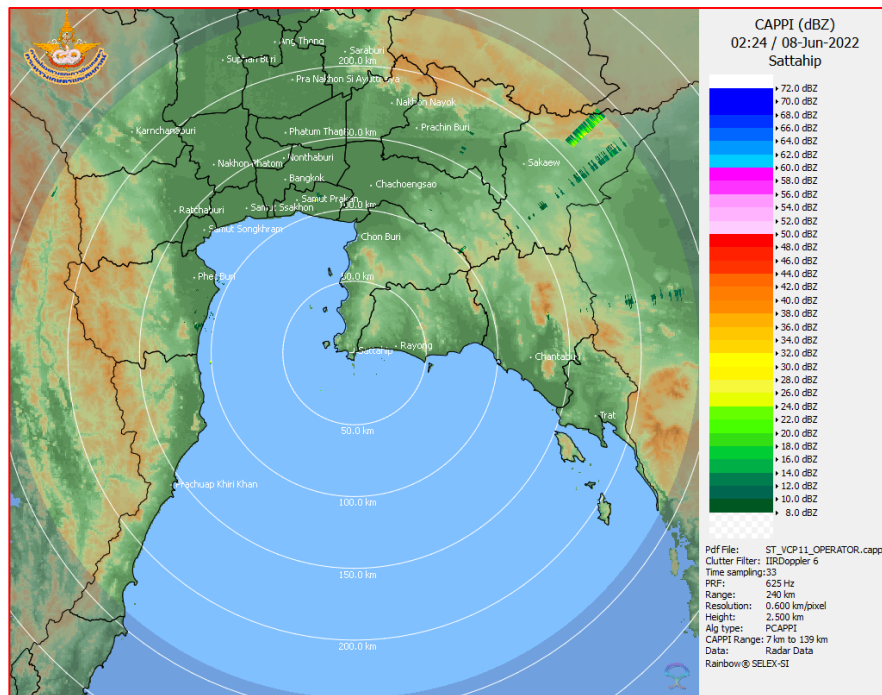 CAPPI (dBZ)
02:24 / 08-Jun-2022
Sattahip
72.0 dBZ
70.0 dBZ
68.0 dBZ
66.0 dBZ
64.0 dBZ
62.0 dBZ
60.0 dBZ
58.0 dBZ
56.0 dBZ
54.0 dBZ
52.0 dBZ
50.0 dBZ
48.0 dBZ
46.0 dBZ
44.0 dBZ
42.0 dBZ
40.0 dBZ
38.0 dBZ
36.0 dBZ
34.0 dBZ
32.0 dBZ
30.0 dBZ
28.0 dBZ
26.0 dBZ
24.0 dBZ
22.0 dBZ
20.0 dBZ
18.0 dBZ
16.0 dBZ
14.0 dBZ
12.0 dBZ
10.0 dBZ
8.0 dBZ
Pdf File: ST_VCP11_OPERATOR.capp
Clutter Filter: IIRDoppler 6
Time sampling:33
PRF: 625 Hz
Range: 240 km
Resolution: 0.600 km/pixel
Height: 2.500 km
Alg type: PCAPPI
CAPPI Range: 7 km to 139 km
Data: Radar Data
Rainbow® SELEX-SI
Ang Thong
Saraburi
Suphan Buri
200.0 km
Pra Nakhon Si Ayutthaya
Nakhon Nayok
Karnchanaburi
Phatum Thani
Prachin Buri
Nonthaburi
Nakhon Phatom
Sakaew
Bangkok
Chachoengsao
Samut Prakan
Ratchaburi
Samut Ssakhon
Samut Songkhram
Chon Buri
Phet Buri
50.0 km
Rayong
Sattahip
Chantaburi
Trat
50.0 km
Prachuap Khiri Khan
100.0 km
150.0 km
200.0 km